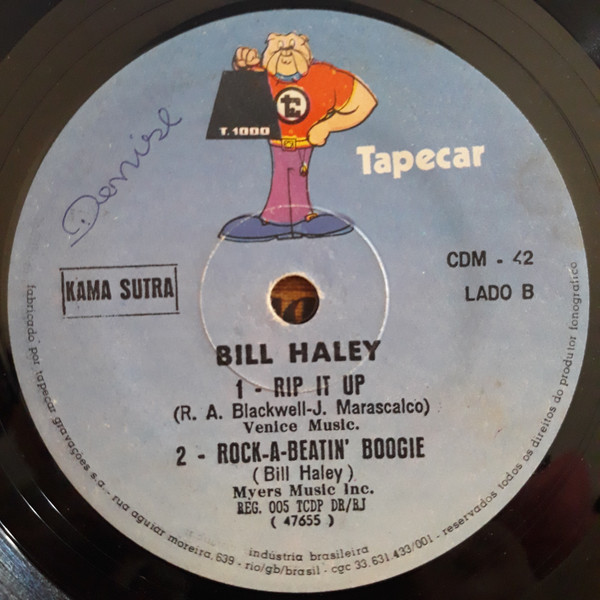 T.1000
Tapecar
Denise
CDM - 42
LADO B
KAMA SUTRA
BILL HALEY
1 - RIP IT UP
(R. A. Blackwell-J. Marascalco)
Venice Music.
2 - ROCK-A-BEATIN' BOOGIE
(Bill Haley)
Myers Music Inc.
REG. 005 TCDP DR/RJ
( 47655 )
indústria brasileira
fabricado por tapecar gravações s.a. - rua aguiar moreira, 639 - rio/gb/brasil - cgc 33.631.433/001 - reservados todos os direitos do produtor fonografico